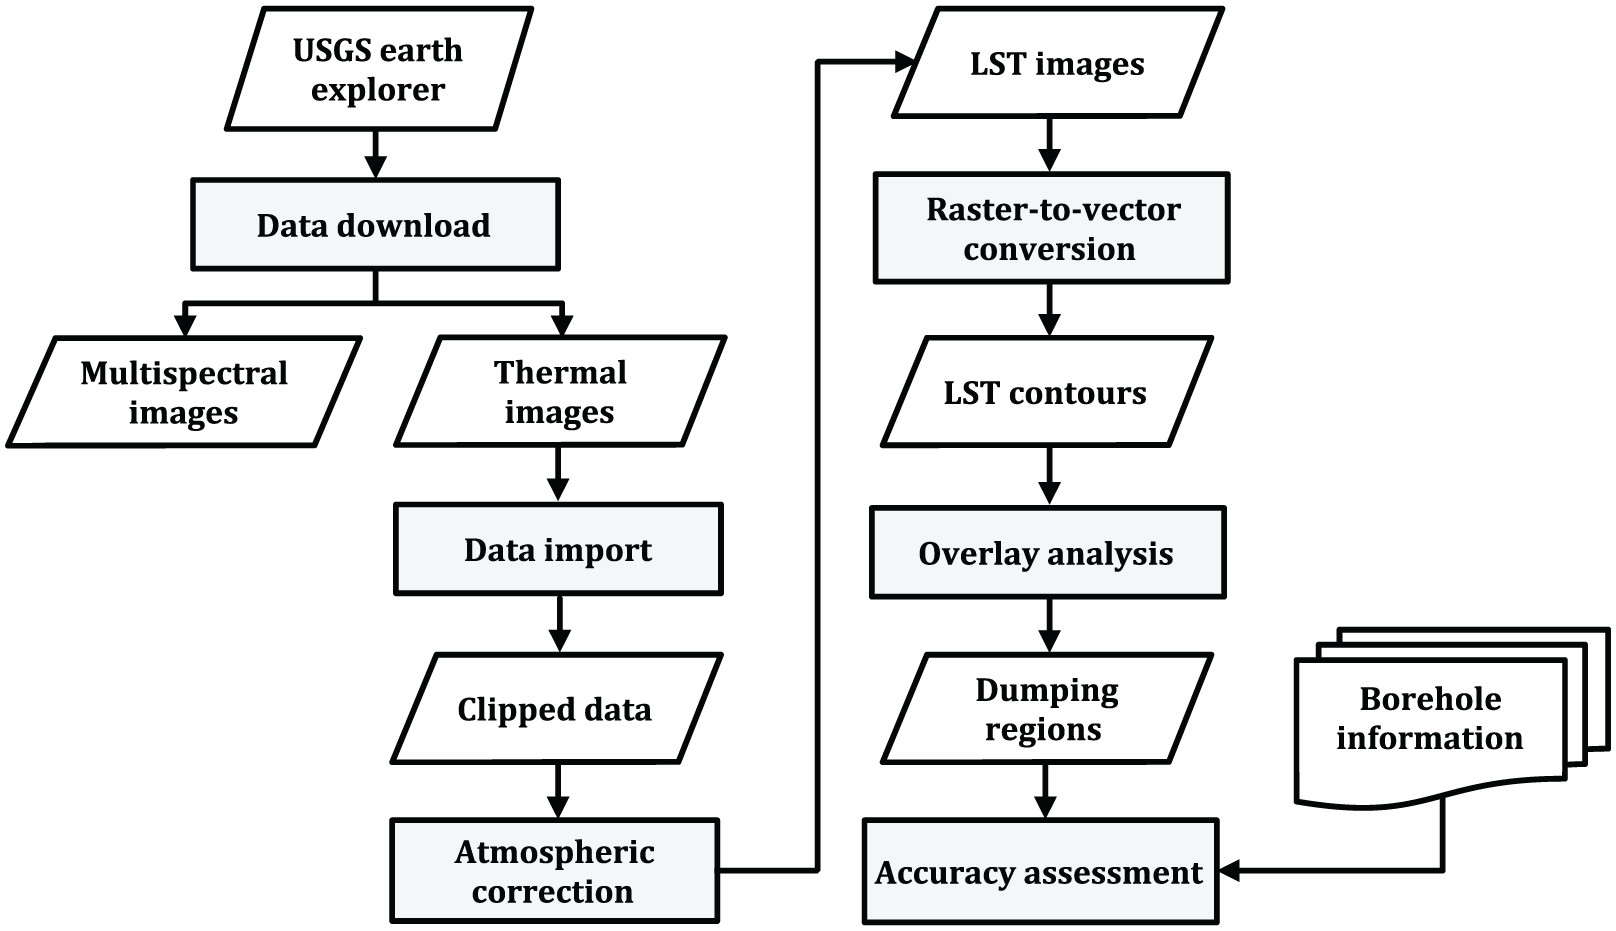 USGS earth
explorer
Data download
Multispectral
images
Thermal
images
Data import
Clipped data
Atmospheric
correction
LST images
Raster-to-vector
conversion
LST contours
Overlay analysis
Dumping
regions
Borehole
information
Accuracy assessment